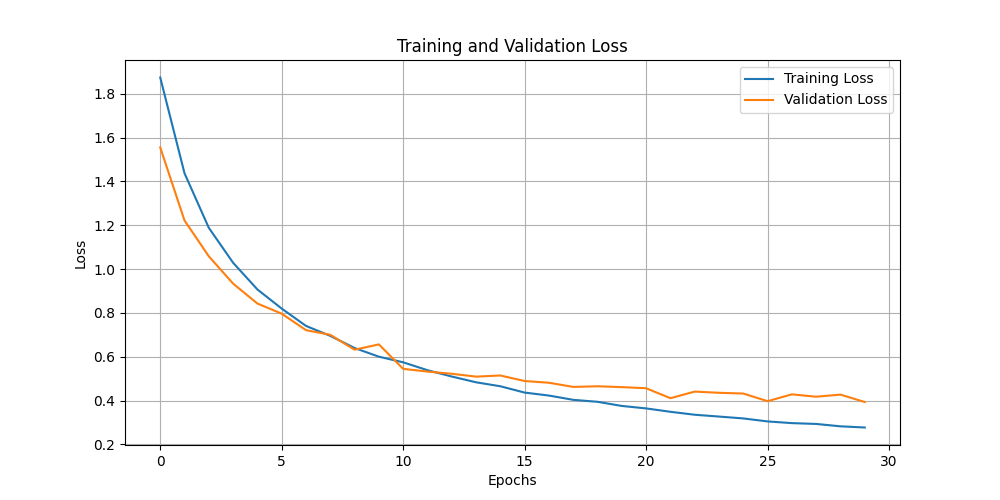 Training and Validation Loss
Training Loss
Validation Loss
1.8
1.6
1.4
1.2
1.0
0.8
0.6
0.4
0.2
Loss
0 5 10 15 20 25 30
Epochs